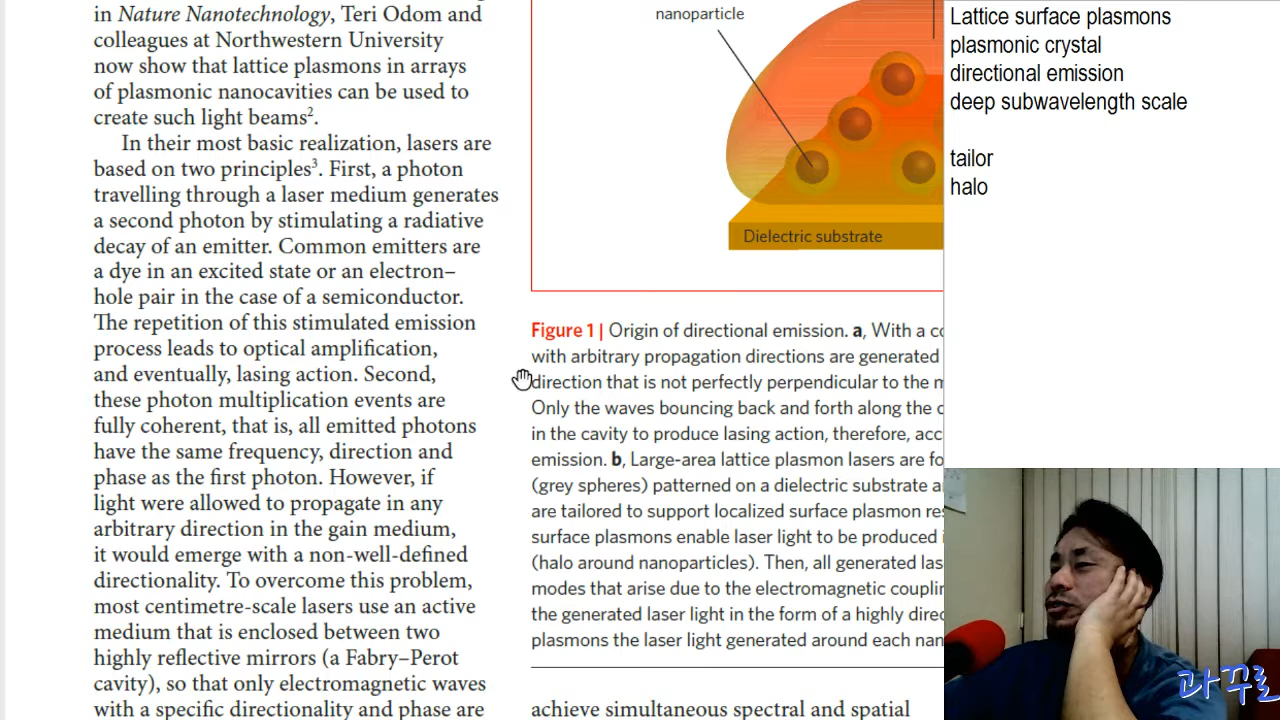 in Nature Nanotechnology, Teri Odom and
colleagues at Northwestern University
now show that lattice plasmons in arrays
of plasmonic nanocavities can be used to
create such light beams².
In their most basic realization, lasers are
based on two principles³. First, a photon
travelling through a laser medium generates
a second photon by stimulating a radiative
decay of an emitter. Common emitters are
a dye in an excited state or an electron–
hole pair in the case of a semiconductor.
The repetition of this stimulated emission
process leads to optical amplification,
and eventually, lasing action. Second,
these photon multiplication events are
fully coherent, that is, all emitted photons
have the same frequency, direction and
phase as the first photon. However, if
light were allowed to propagate in any
arbitrary direction in the gain medium,
it would emerge with a non-well-defined
directionality. To overcome this problem,
most centimetre-scale lasers use an active
medium that is enclosed between two
highly reflective mirrors (a Fabry–Perot
cavity), so that only electromagnetic waves
with a specific directionality and phase are
nanoparticle
Dielectric substrate
Figure 1 | Origin of directional emission. a, With a co
with arbitrary propagation directions are generated
direction that is not perfectly perpendicular to the m
Only the waves bouncing back and forth along the c
in the cavity to produce lasing action, therefore, acc
emission. b, Large-area lattice plasmon lasers are fo
(grey spheres) patterned on a dielectric substrate a
are tailored to support localized surface plasmon res
surface plasmons enable laser light to be produced i
(halo around nanoparticles). Then, all generated las
modes that arise due to the electromagnetic couplin
the generated laser light in the form of a highly direc
plasmons the laser light generated around each nan
achieve simultaneous spectral and spatial
Lattice surface plasmons
plasmonic crystal
directional emission
deep subwavelength scale
tailor
halo
과꾸로